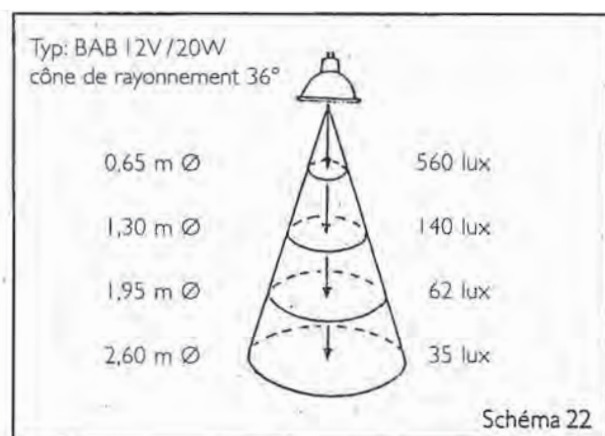 Typ: BAB 12V/20W
cône de rayonnement 36°
0,65 m Ø 560 lux
1,30 m Ø 140 lux
1,95 m Ø 62 lux
2,60 m Ø 35 lux
Schéma 22